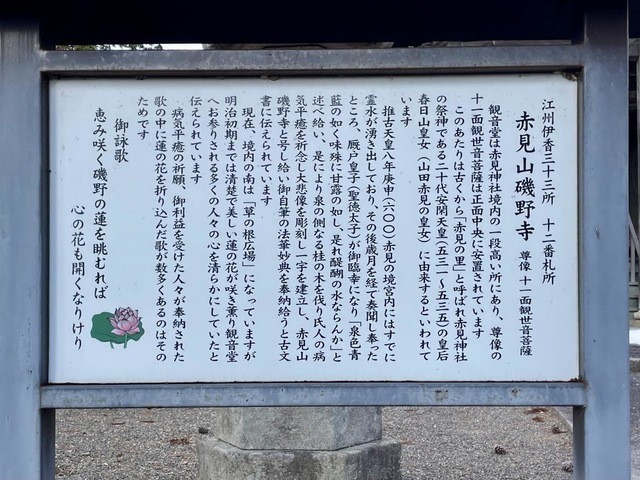 江州伊香三十三所　十二番札所
赤見山磯野寺　尊像 十一面観世音菩薩
観音堂は赤見神社境内の一段高い所にあり、尊像の
十一面観世音菩薩は正面中央に安置されています
このあたりは古くから「赤見の里」と呼ばれ赤見神社
の祭神である二十代安閑天皇（五三一～五三五）の皇后
春日山皇女（山田赤見の皇女）に由来するといわれて
います
推古天皇八年庚申（六〇〇）赤見の境宮内にはすでに
霊水が湧き出しており、その後歳月を経て奏聞し奉った
ところ、厩戸皇子（聖徳太子）が御臨幸になり「泉色青
藍の如く味殊に甘露の如し、是れ醍醐の水ならんか」と
述べ給い、是により泉の側なる桂の木を伐り氏人の病
気平癒を祈念し大悲像を彫刻し一宇を建立し、赤見山
磯野寺と号し給い御自筆の法華妙典を奉納給うと古文
書に伝えられています
現在、境内の南は「草の根広場」になっていますが
明治初期までは清楚で美しい蓮の花が咲き薫り観音堂
へお参りされる多くの人々の心を清らかにしていたと
伝えられています
病気平癒の祈願、御利益を受けた人々が奉納された
歌の中に蓮の花を折り込んだ歌が数多くあるのはその
ためです
御詠歌
恵み咲く磯野の蓮を眺むれば
心の花も開くなりけり